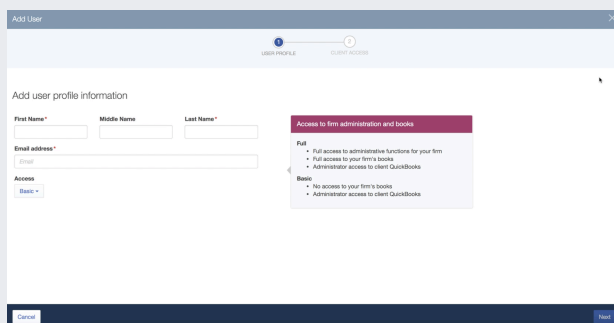 Add User
1
2
USER PROFILE
CLIENT ACCESS
Add user profile information
First Name*
Middle Name
Last Name*
Email address*
Email
Access
Basic
Access to firm administration and books
Full
• Full access to administrative functions for your firm
• Full access to your firm's books
• Administrator access to client QuickBooks
Basic
• No access to your firm's books
• Administrator access to client QuickBooks
Cancel
Next